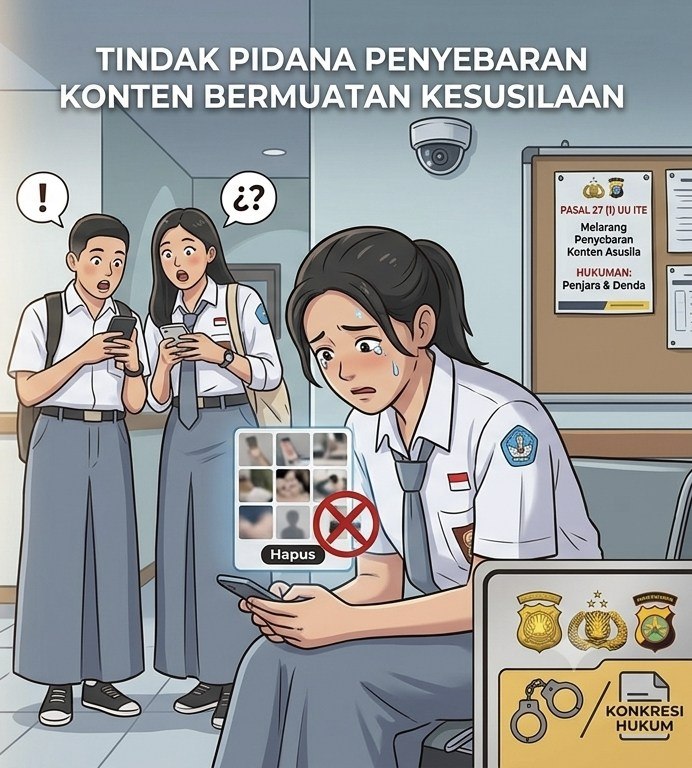 TINDAK PIDANA PENYEBARAN
KONTEN BERMUATAN KESUSILAAN
!
¿?
PASAL 27 (1) UU ITE
Melarang
Penyebaran
Konten Asusila
HUKUMAN:
Penjara & Denda
Hapus
KONKRESI
HUKUM